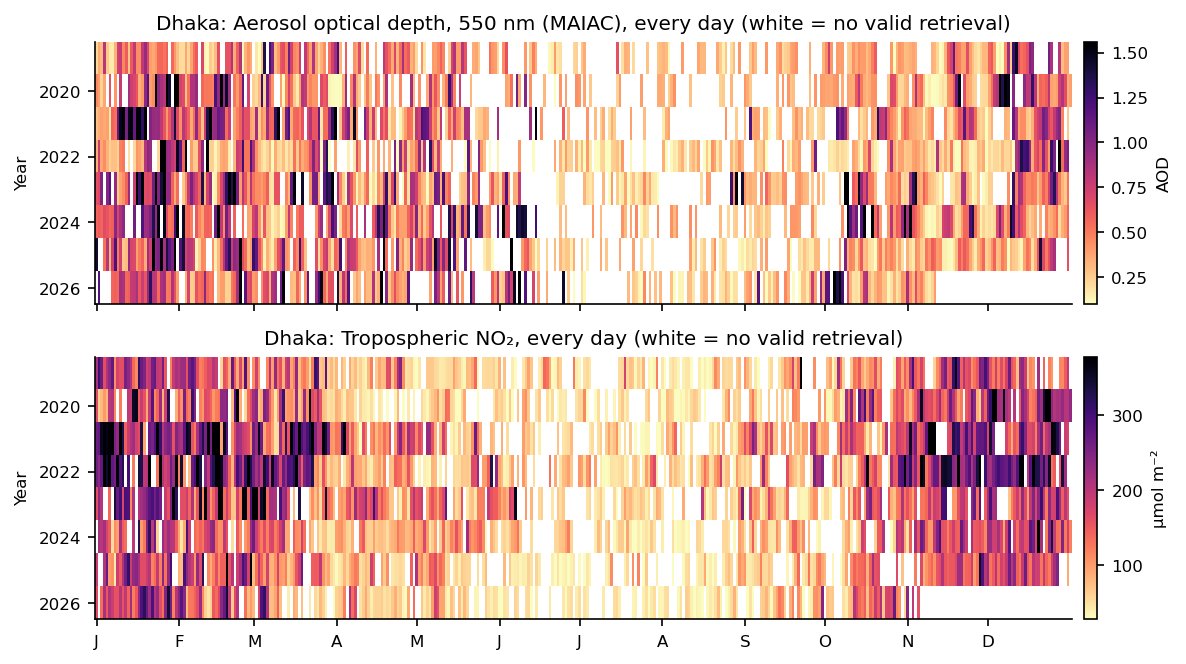 Dhaka: Aerosol optical depth, 550 nm (MAIAC), every day (white = no valid retrieval)
Year
2020
2022
2024
2026
1.50
1.25
1.00
0.75
0.50
0.25
AOD
Dhaka: Tropospheric NO₂, every day (white = no valid retrieval)
Year
2020
2022
2024
2026
300
200
100
μmol m⁻²
J F M A M J J A S O N D